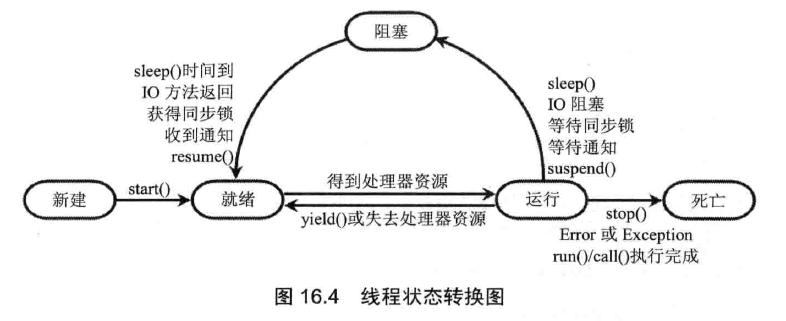 阻塞
sleep()时间到
IO 方法返回
获得同步锁
收到通知
resume()
sleep()
IO 阻塞
等待同步锁
等待通知
suspend()
新建
start()
就绪
得到处理器资源
yield()或失去处理器资源
运行
stop()
Error 或 Exception
run()/call()执行完成
死亡
图 16.4 线程状态转换图